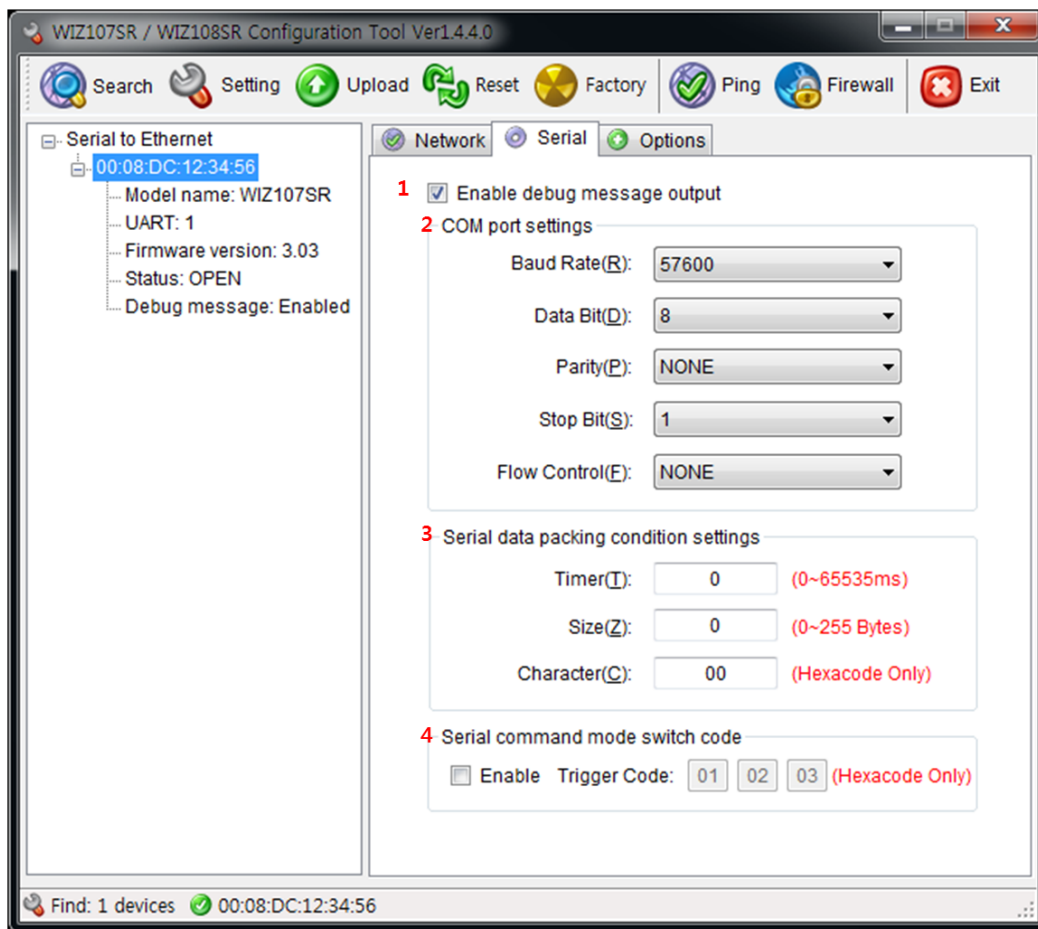 WIZ107SR / WIZ108SR Configuration Tool Ver1.4.4.0
Search Setting Upload Reset Factory Ping Firewall Exit
Serial to Ethernet
00:08:DC:12:34:56
Model name: WIZ107SR
UART: 1
Firmware version: 3.03
Status: OPEN
Debug message: Enabled
Network Serial Options
1 Enable debug message output
2 COM port settings
Baud Rate(R): 57600
Data Bit(D): 8
Parity(P): NONE
Stop Bit(S): 1
Flow Control(F): NONE
3 Serial data packing condition settings
Timer(T): 0 (0~65535ms)
Size(Z): 0 (0~255 Bytes)
Character(C): 00 (Hexacode Only)
4 Serial command mode switch code
Enable Trigger Code: 01 02 03 (Hexacode Only)
Find: 1 devices 00:08:DC:12:34:56